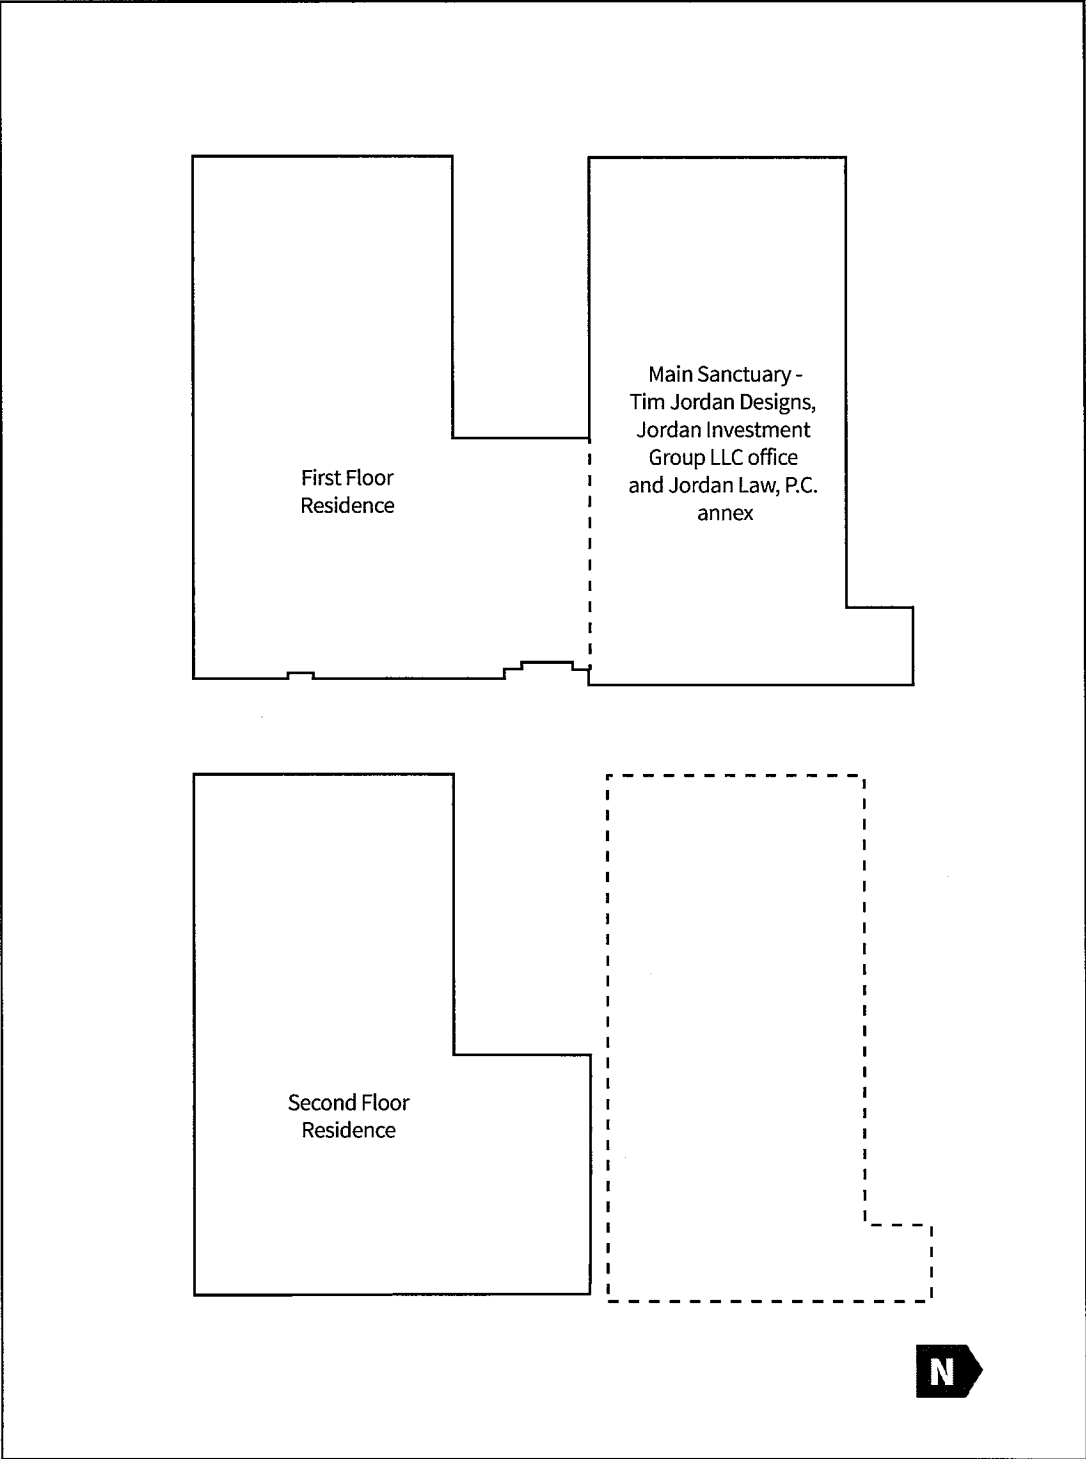 Main Sanctuary -
Tim Jordan Designs,
Jordan Investment
Group LLC office
and Jordan Law, P.C.
annex
First Floor
Residence
Second Floor
Residence
N